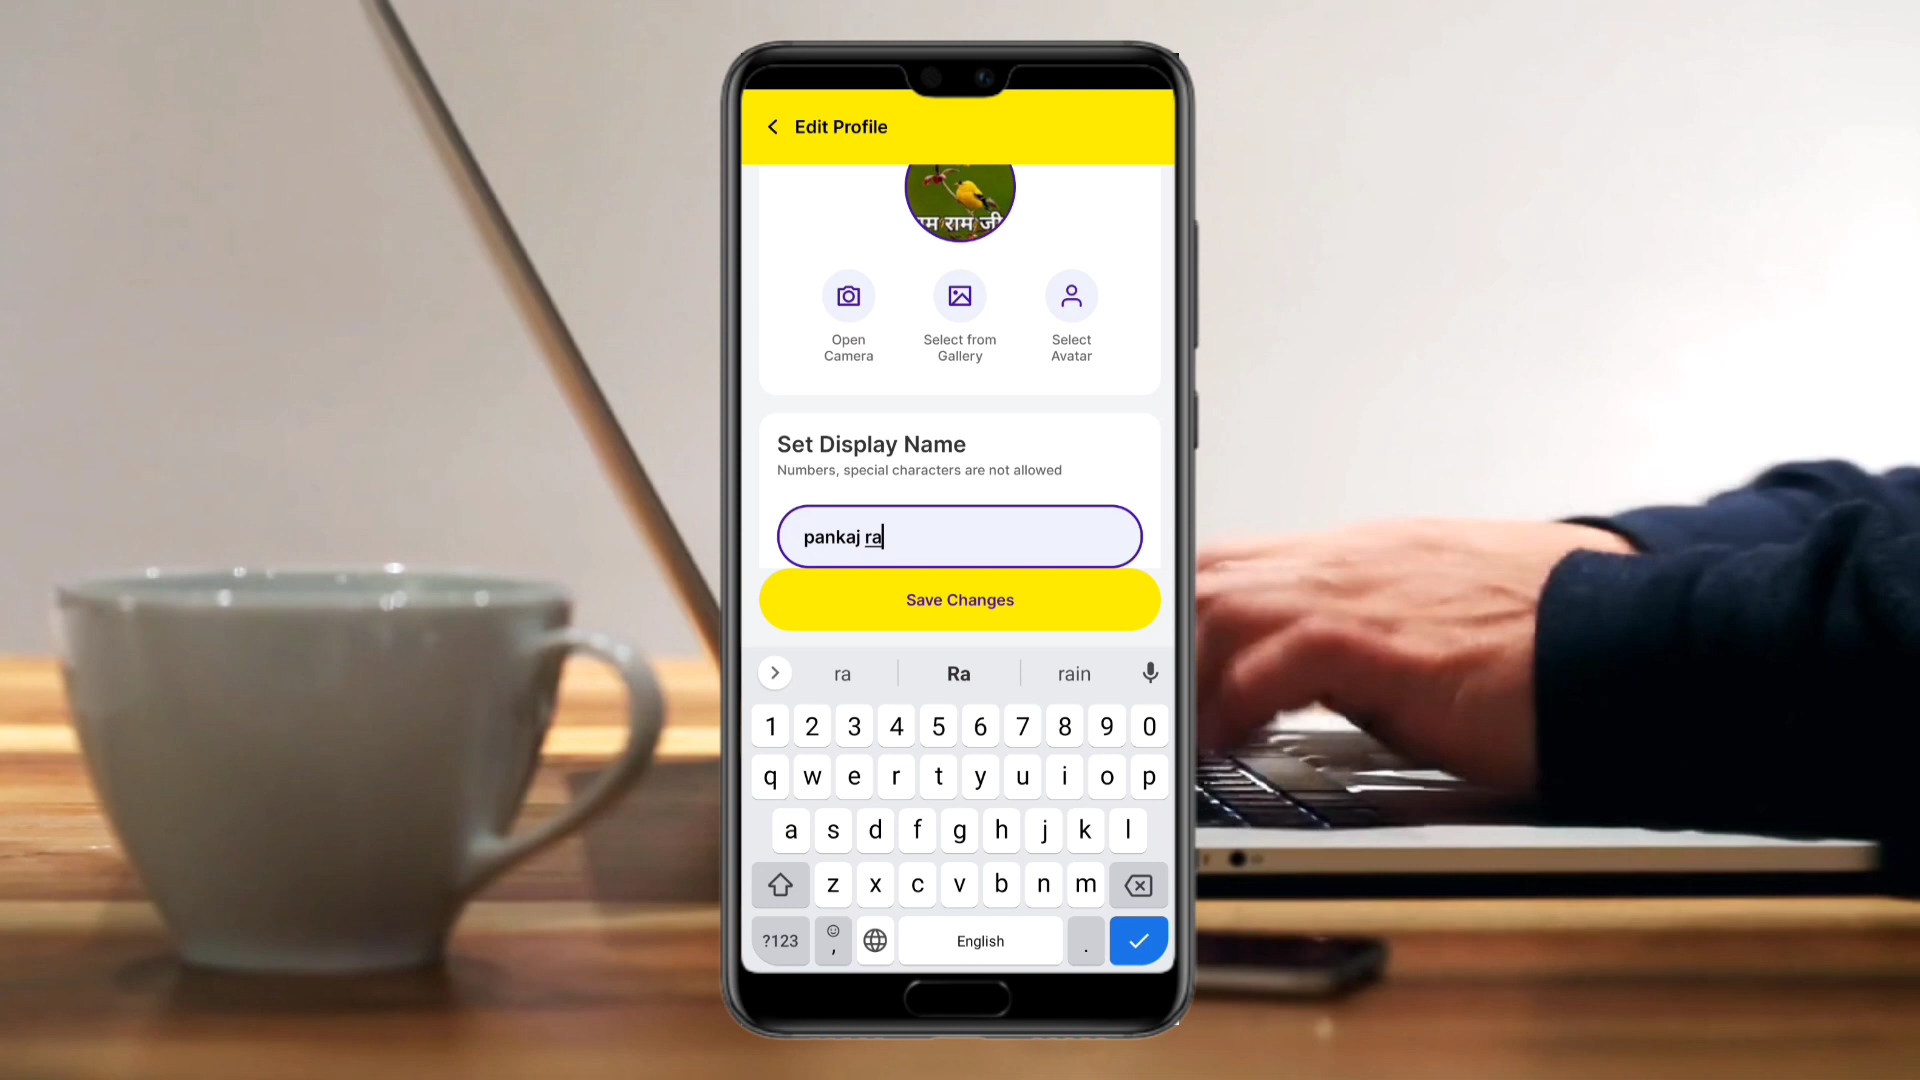 Edit Profile
राम जी
Open Camera
Select from Gallery
Select Avatar
Set Display Name
Numbers, special characters are not allowed
pankaj ra
Save Changes
ra Ra rain
1 2 3 4 5 6 7 8 9 0
q w e r t y u i o p
a s d f g h j k l
z x c v b n m
?123 , English .